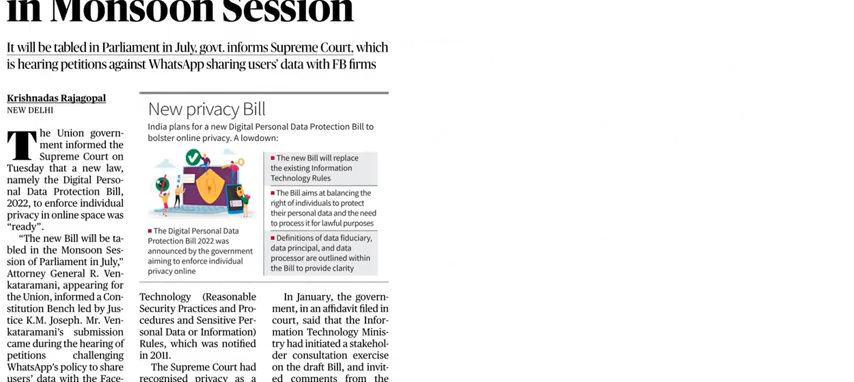 in Monsoon Session
It will be tabled in Parliament in July, govt. informs Supreme Court, which
is hearing petitions against WhatsApp sharing users' data with FB firms
Krishnadas Rajagopal
NEW DELHI
The Union govern-
ment informed the
Supreme Court on
Tuesday that a new law,
namely the Digital Perso-
nal Data Protection Bill,
2022, to enforce individual
privacy in online space was
“ready”.
“The new Bill will be ta-
bled in the Monsoon Ses-
sion of Parliament in July,”
Attorney General R. Ven-
kataramani, appearing for
the Union, informed a Con-
stitution Bench led by Jus-
tice K.M. Joseph. Mr. Ven-
kataramani's submission
came during the hearing of
petitions challenging
WhatsApp's policy to share
users' data with the Face-
New privacy Bill
India plans for a new Digital Personal Data Protection Bill to
bolster online privacy. A lowdown:
■ The Digital Personal Data
Protection Bill 2022 was
announced by the government
aiming to enforce individual
privacy online
■ The new Bill will replace
the existing Information
Technology Rules
■ The Bill aims at balancing the
right of individuals to protect
their personal data and the need
to process it for lawful purposes
■ Definitions of data fiduciary,
data principal, and data
processor are outlined within
the Bill to provide clarity
Technology (Reasonable
Security Practices and Pro-
cedures and Sensitive Per-
sonal Data or Information)
Rules, which was notified
in 2011.
The Supreme Court had
recognised privacy as a
In January, the govern-
ment, in an affidavit filed in
court, said that the Infor-
mation Technology Minis-
try had initiated a stakehol-
der consultation exercise
on the draft Bill, and invit-
ed comments from the